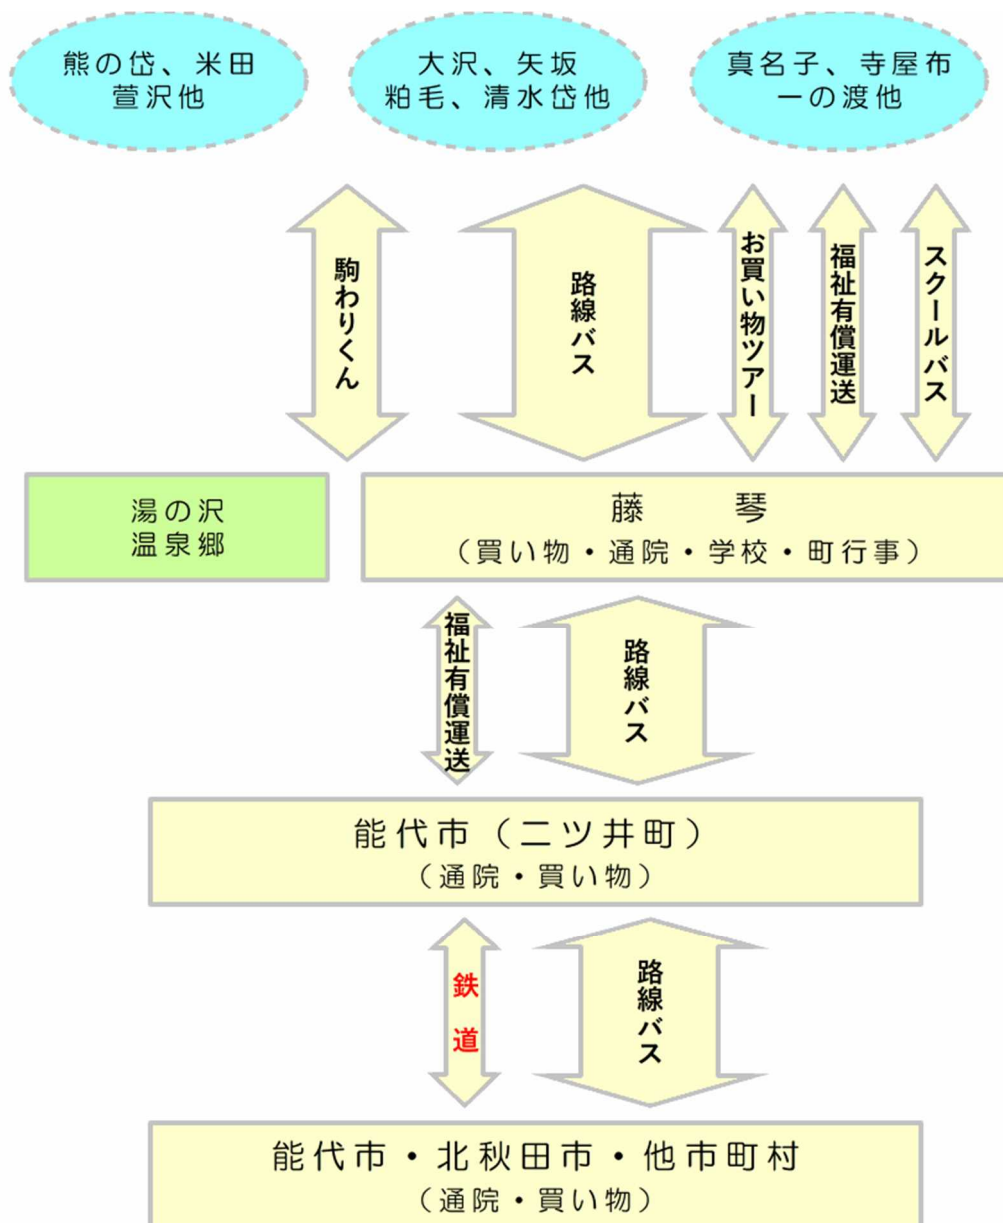 熊の岱、米田
萱沢他
大沢、矢坂
粕毛、清水岱他
真名子、寺屋布
一の渡他
駒わりくん
路線バス
お買い物ツアー
福祉有償運送
スクールバス
湯の沢
温泉郷
藤　琴
（買い物・通院・学校・町行事）
福祉有償運送
路線バス
能代市（二ツ井町）
（通院・買い物）
鉄道
路線バス
能代市・北秋田市・他市町村
（通院・買い物）